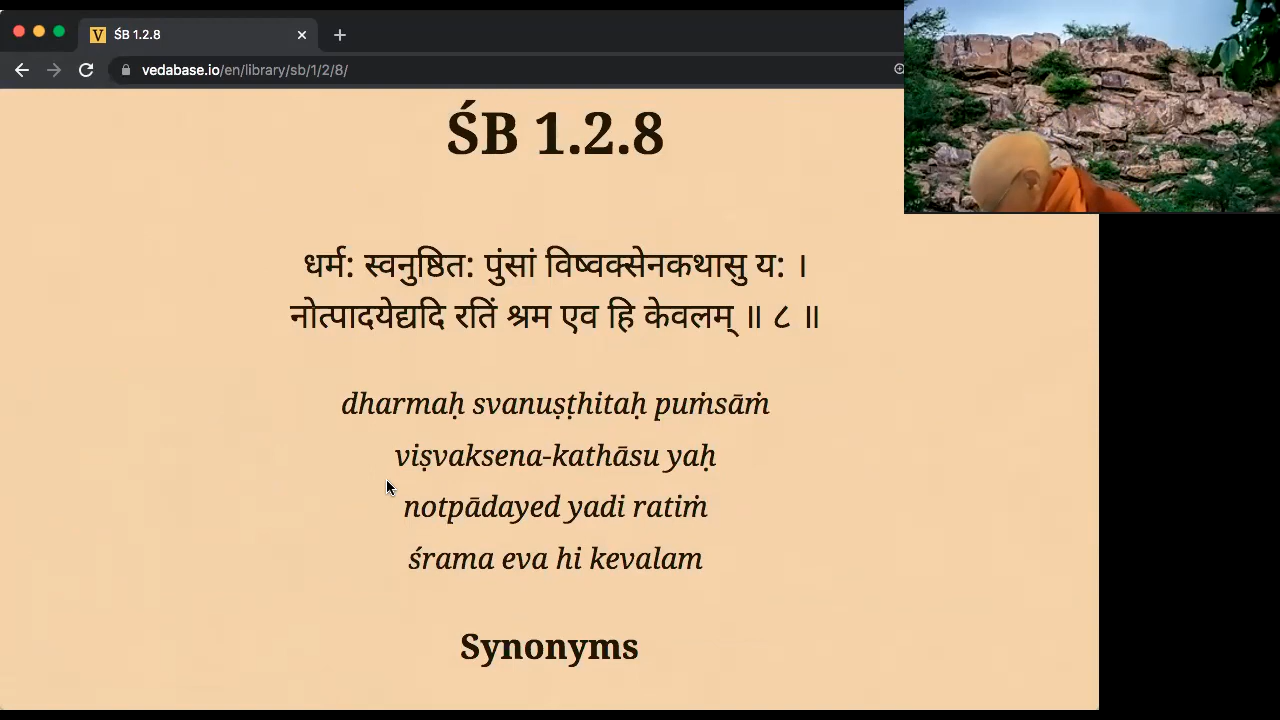 ŚB 1.2.8
vedabase.io/en/library/sb/1/2/8/
ŚB 1.2.8
धर्म: स्वनुष्ठित: पुंसां विष्वक्सेनकथासु य: ।
नोत्पादयेद्यदि रतिं श्रम एव हि केवलम् ॥ ८ ॥
dharmaḥ svanuṣṭhitaḥ puṁsāṁ
viṣvaksena-kathāsu yaḥ
notpādayed yadi ratiṁ
śrama eva hi kevalam
Synonyms